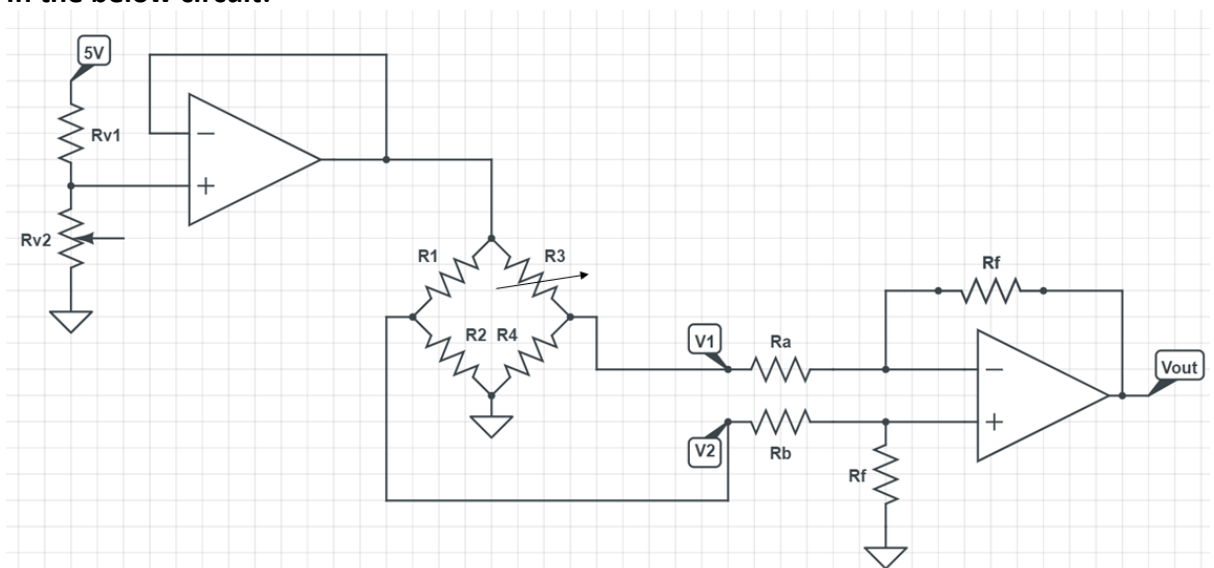 in the below circuit.
5V
Rv1
Rv2
R1
R3
R2 R4
Rf
V1
Ra
Vout
V2
Rb
Rf